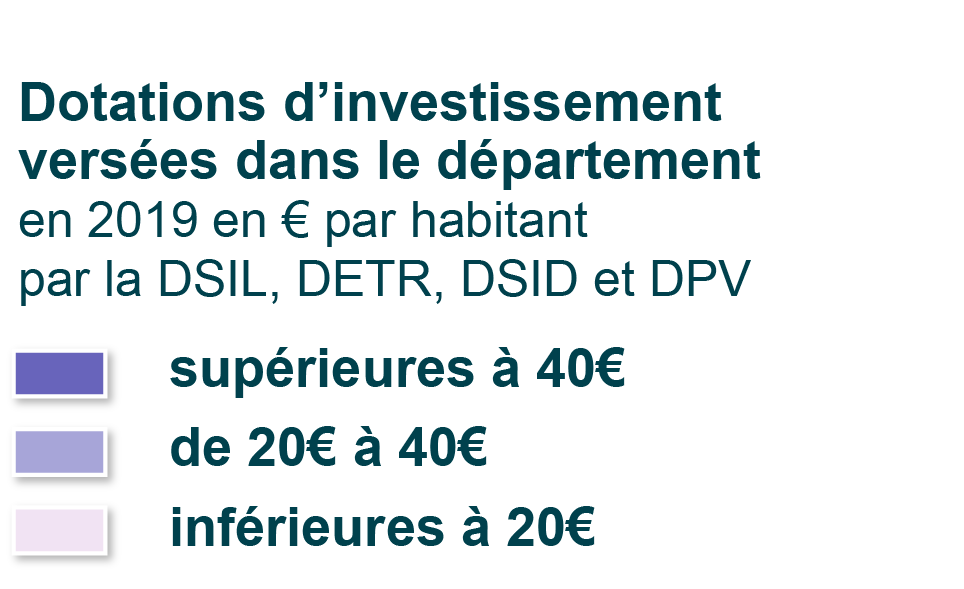 Dotations d’investissement
versées dans le département
en 2019 en € par habitant
par la DSIL, DETR, DSID et DPV
supérieures à 40€
de 20€ à 40€
inférieures à 20€